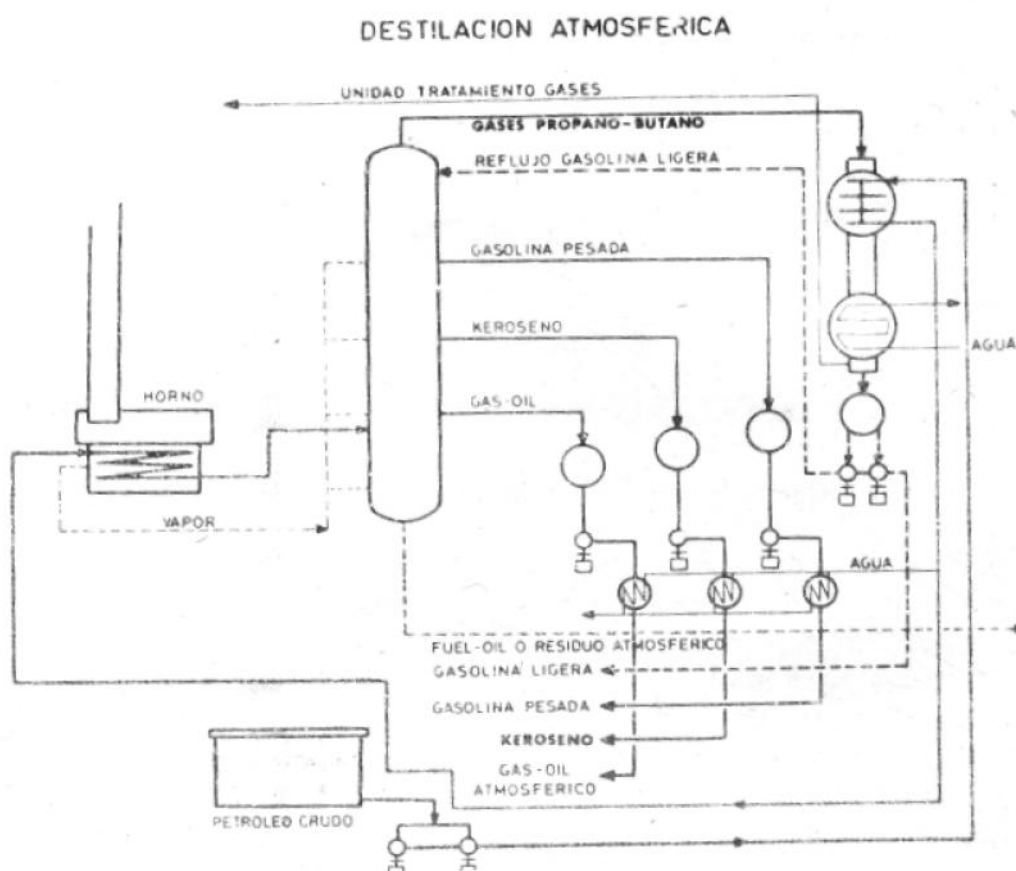 DESTILACION ATMOSFERICA
UNIDAD TRATAMIENTO GASES
GASES PROPANO-BUTANO
REFLUJO GASOLINA LIGERA
GASOLINA PESADA
KEROSENO
AGUA
HORNO
GAS-OIL
VAPOR
AGUA
FUEL-OIL O RESIDUO ATMOSFERICO
GASOLINA LIGERA
GASOLINA PESADA
KEROSENO
GAS-OIL
ATMOSFERICO
PETROLEO CRUDO